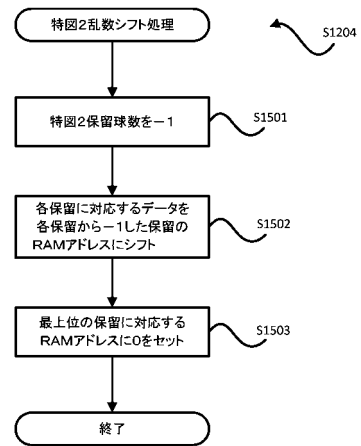 特図2乱数シフト処理
S1204
特図2保留球数を－1
S1501
各保留に対応するデータを
各保留から－1した保留の
RAMアドレスにシフト
S1502
最上位の保留に対応する
RAMアドレスに0をセット
S1503
終了